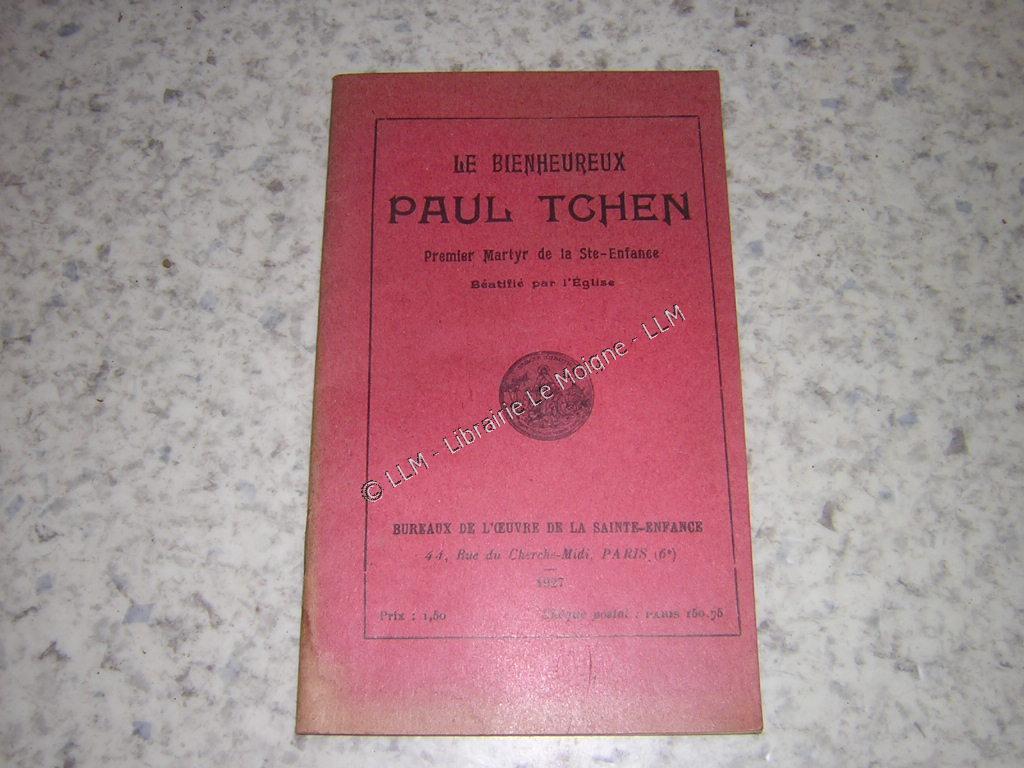 LE BIENHEUREUX
PAUL TCHEN
Premier Martyr de la Ste-Enfance
Béatifié par l'Église
© LLM - Librairie Le Moigne - LLM
BUREAUX DE L'ŒUVRE DE LA SAINTE-ENFANCE
44, Rue du Cherche-Midi, PARIS (6e)
1927
Prix : 1,50 Chèque postal : PARIS